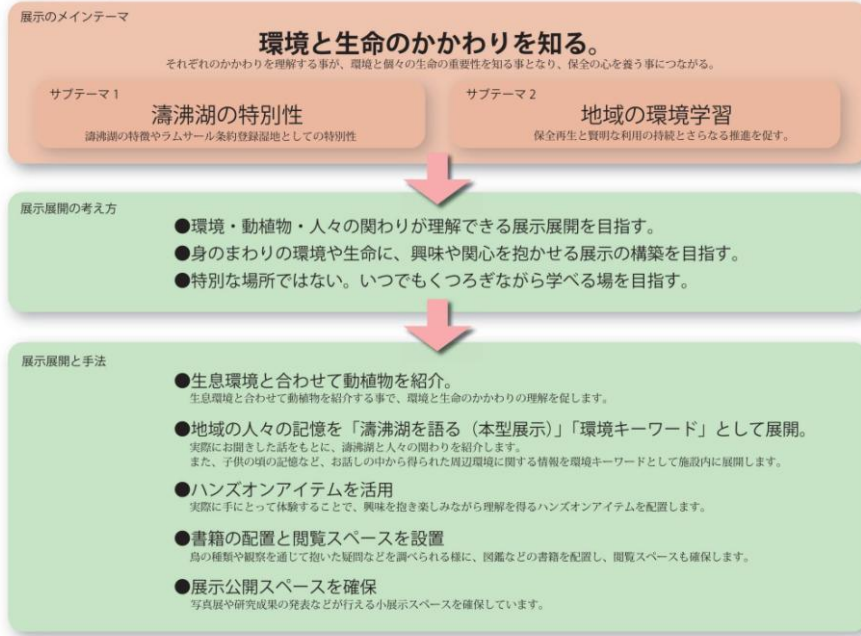 展示のメインテーマ
環境と生命のかかわりを知る。
それぞれのかかわりを理解する事が、環境と個々の生命の重要性を知る事となり、保全の心を養う事につながる。
サブテーマ 1
濤沸湖の特別性
濤沸湖の特徴やラムサール条約登録湿地としての特別性
サブテーマ 2
地域の環境学習
保全再生と賢明な利用の持続とさらなる推進を促す。
展示展開の考え方
●環境・動植物・人々の関わりが理解できる展示展開を目指す。
●身のまわりの環境や生命に、興味や関心を抱かせる展示の構築を目指す。
●特別な場所ではない。いつでもくつろぎながら学べる場を目指す。
展示展開と手法
●生息環境と合わせて動植物を紹介。
生息環境と合わせて動植物を紹介する事で、環境と生命のかかわりの理解を促します。
●地域の人々の記憶を「濤沸湖を語る（本型展示）」「環境キーワード」として展開。
実際にお聞きした話をもとに、濤沸湖と人々の関わりを紹介します。
また、子供の頃の記憶など、お話しの中から得られた周辺環境に関する情報を環境キーワードとして施設内に展開します。
●ハンズオンアイテムを活用
実際に手にとって体験することで、興味を抱き楽しみながら理解を得るハンズオンアイテムを配置します。
●書籍の配置と閲覧スペースを設置
鳥の種類や観察を通じて抱いた疑問などを調べられる様に、図鑑などの書籍を配置し、閲覧スペースも確保します。
●展示公開スペースを確保
写真展や研究成果の発表などが行える小展示スペースを確保しています。